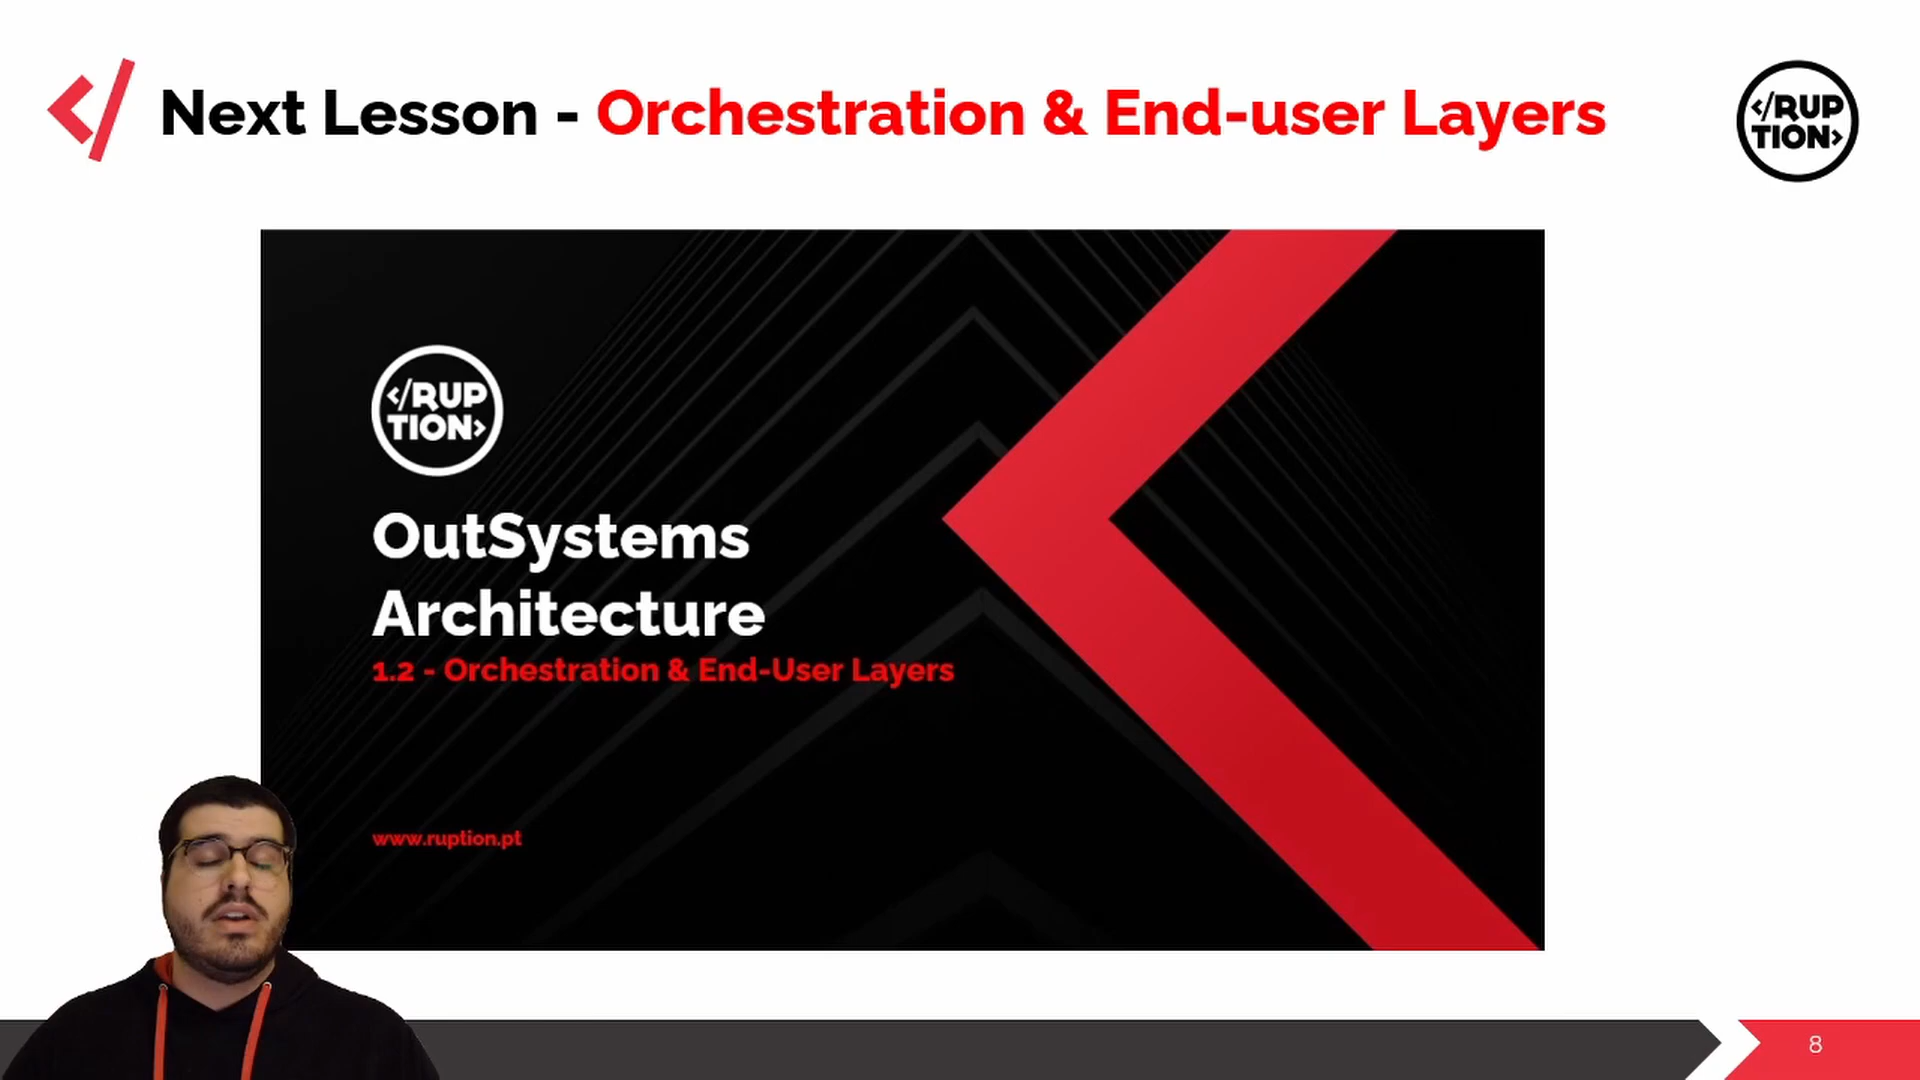 Next Lesson - Orchestration & End-user Layers
</RUP
TION>
</RUP
TION>
OutSystems
Architecture
1.2 - Orchestration & End-User Layers
www.ruption.pt
8